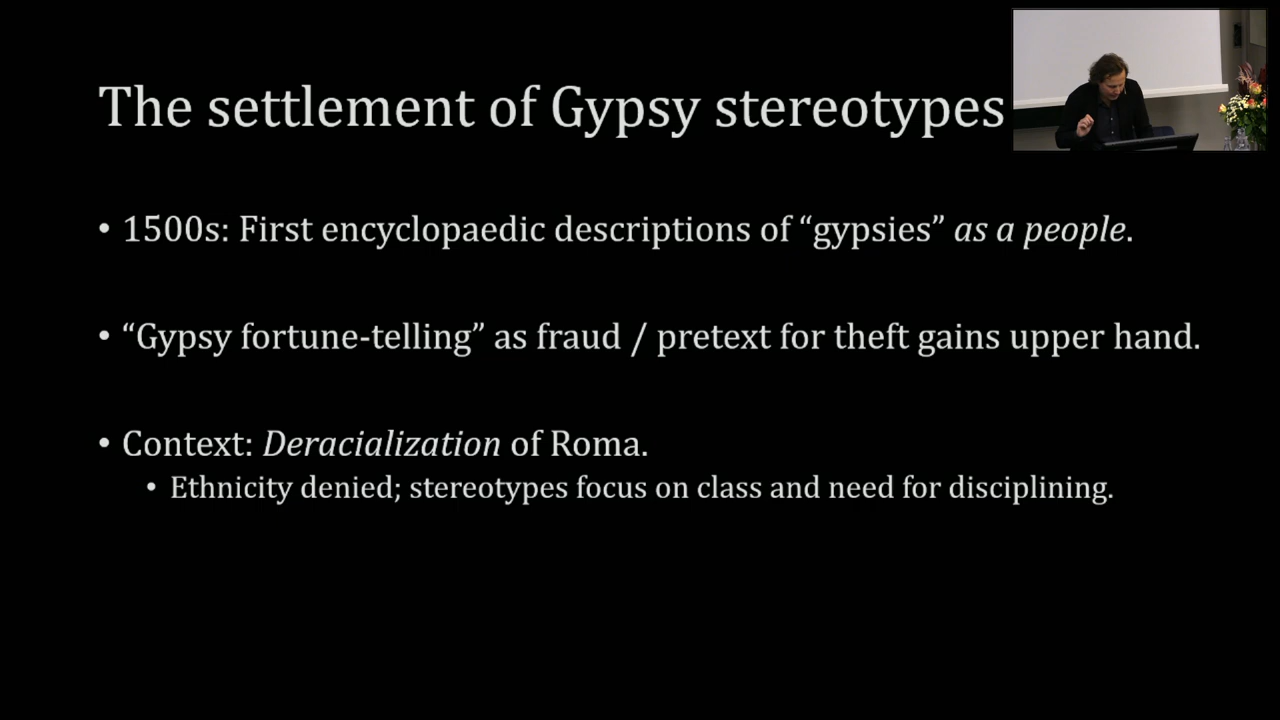 The settlement of Gypsy stereotypes
• 1500s: First encyclopaedic descriptions of “gypsies” as a people.
• “Gypsy fortune-telling” as fraud / pretext for theft gains upper hand.
• Context: Deracialization of Roma.
• Ethnicity denied; stereotypes focus on class and need for disciplining.